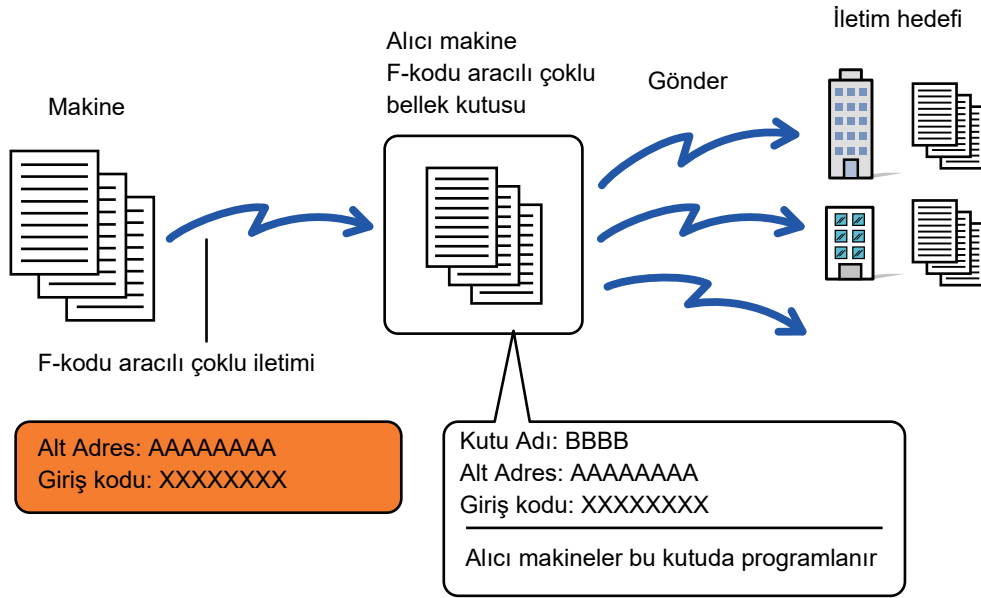 İletim hedefi
Alıcı makine
F-kodu aracılı çoklu
bellek kutusu
Gönder
Makine
F-kodu aracılı çoklu iletimi
Alt Adres: AAAAAAAA
Giriş kodu: XXXXXXXX
Kutu Adı: BBBB
Alt Adres: AAAAAAAA
Giriş kodu: XXXXXXXX
Alıcı makineler bu kutuda programlanır